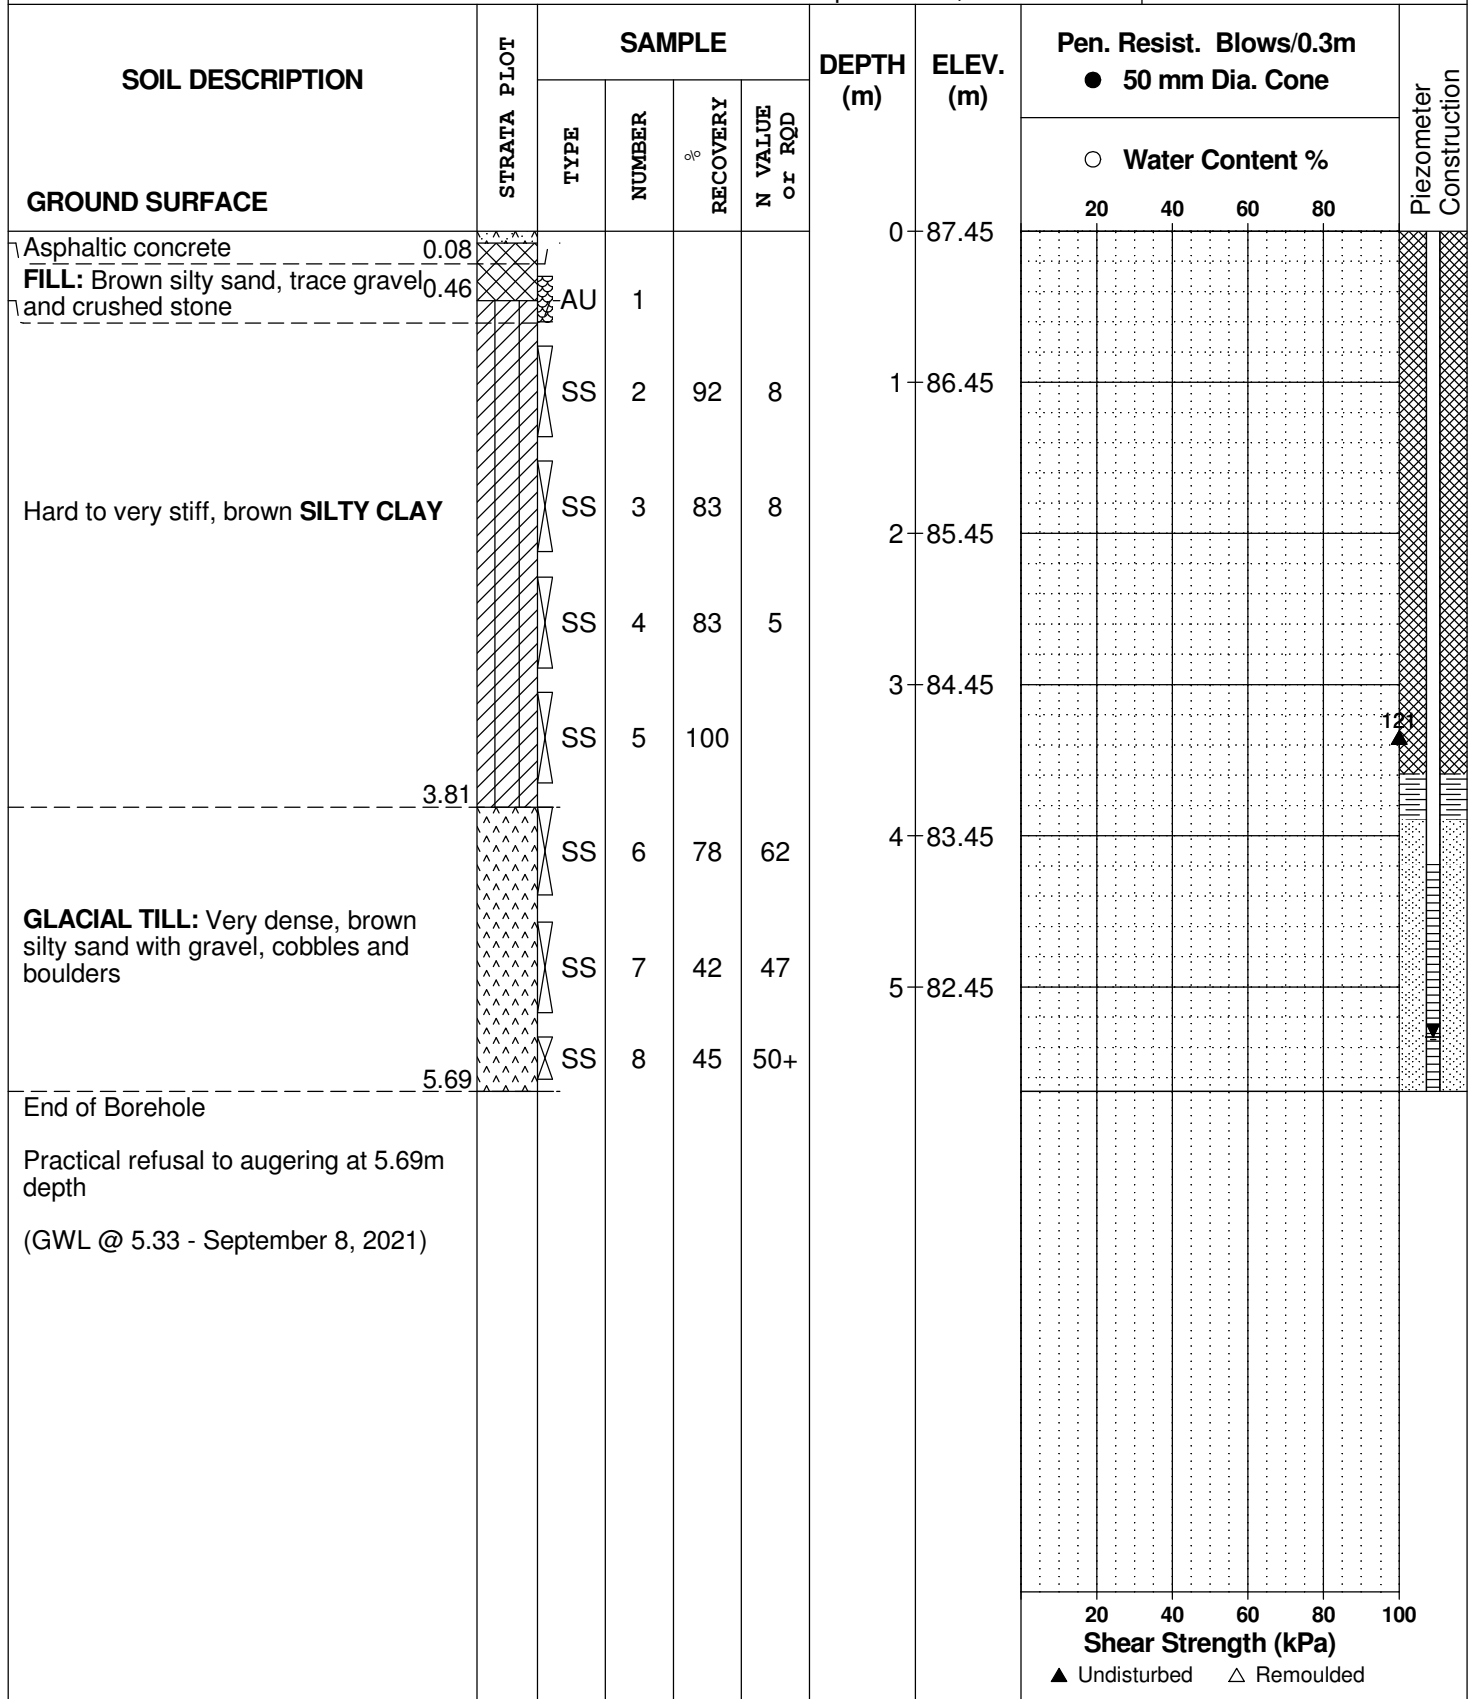 SOIL DESCRIPTION
GROUND SURFACE
STRATA PLOT
SAMPLE
TYPE
NUMBER
% RECOVERY
N VALUE or RQD
DEPTH (m)
ELEV. (m)
Pen. Resist. Blows/0.3m
● 50 mm Dia. Cone
○ Water Content %
20 40 60 80
Piezometer Construction
0 87.45
Asphaltic concrete 0.08
FILL: Brown silty sand, trace gravel 0.46
and crushed stone
AU 1
SS 2 92 8
1 86.45
Hard to very stiff, brown SILTY CLAY
SS 3 83 8
2 85.45
SS 4 83 5
3 84.45
121
SS 5 100
3.81
4 83.45
SS 6 78 62
GLACIAL TILL: Very dense, brown
silty sand with gravel, cobbles and
boulders
SS 7 42 47
5 82.45
SS 8 45 50+
5.69
End of Borehole
Practical refusal to augering at 5.69m
depth
(GWL @ 5.33 - September 8, 2021)
20 40 60 80 100
Shear Strength (kPa)
▲ Undisturbed △ Remoulded